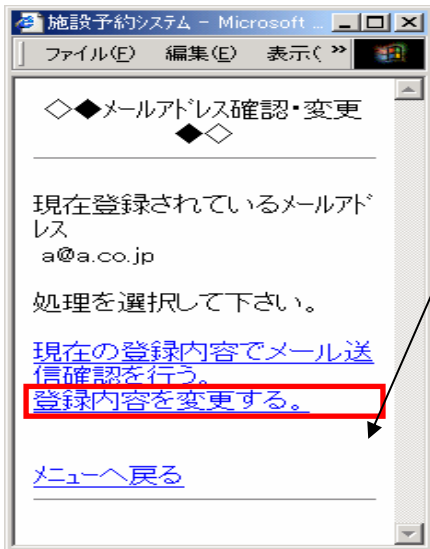 施設予約システム - Microsoft ...
ファイル(F) 編集(E) 表示( »
◇◆メールアドレス確認・変更
◆◇
現在登録されているメールアド
レス
a@a.co.jp
処理を選択して下さい。
現在の登録内容でメール送
信確認を行う。
登録内容を変更する。
メニューへ戻る